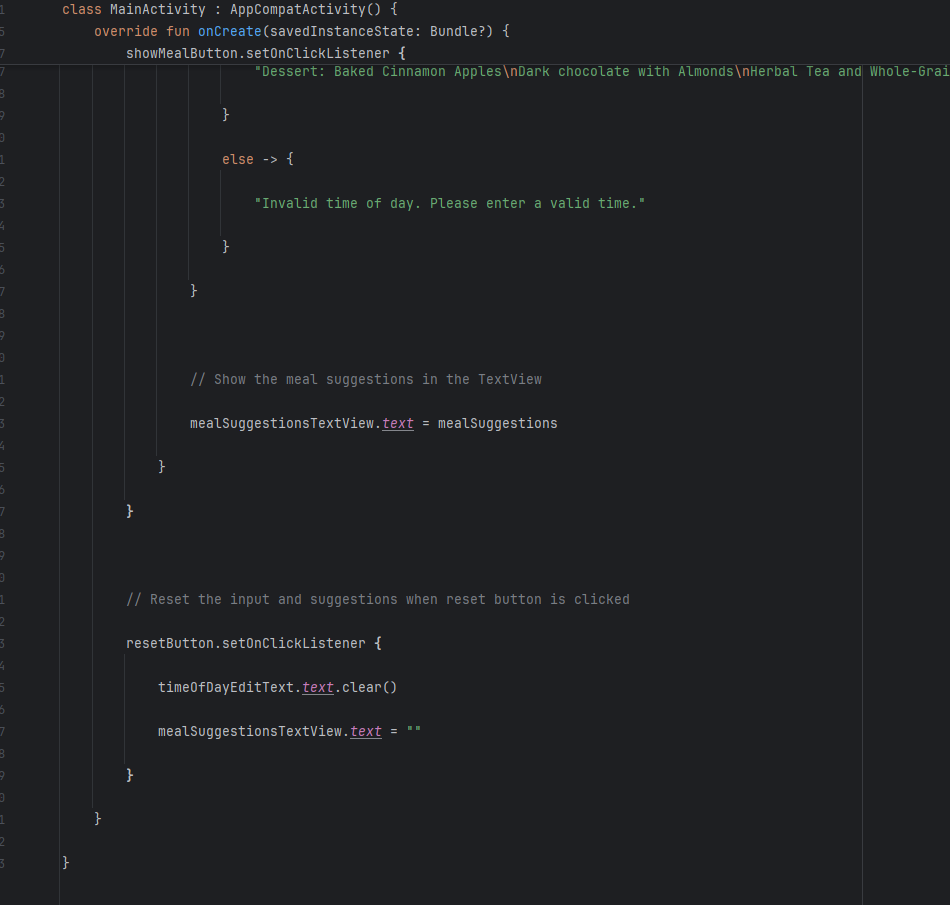 class MainActivity : AppCompatActivity() {
override fun onCreate(savedInstanceState: Bundle?) {
showMealButton.setOnClickListener {
"Dessert: Baked Cinnamon Apples\nDark chocolate with Almonds\nHerbal Tea and Whole-Grai
}
else -> {
"Invalid time of day. Please enter a valid time."
}
}
// Show the meal suggestions in the TextView
mealSuggestionsTextView.text = mealSuggestions
}
}
// Reset the input and suggestions when reset button is clicked
resetButton.setOnClickListener {
timeOfDayEditText.text.clear()
mealSuggestionsTextView.text = ""
}
}
}